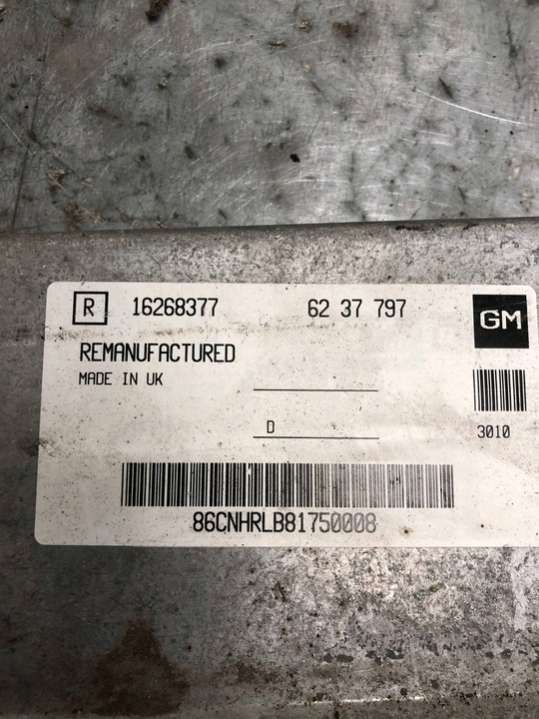 R 16268377 62 37 797 GM
REMANUFACTURED
MADE IN UK
D
3010
86CNHRLB81750008